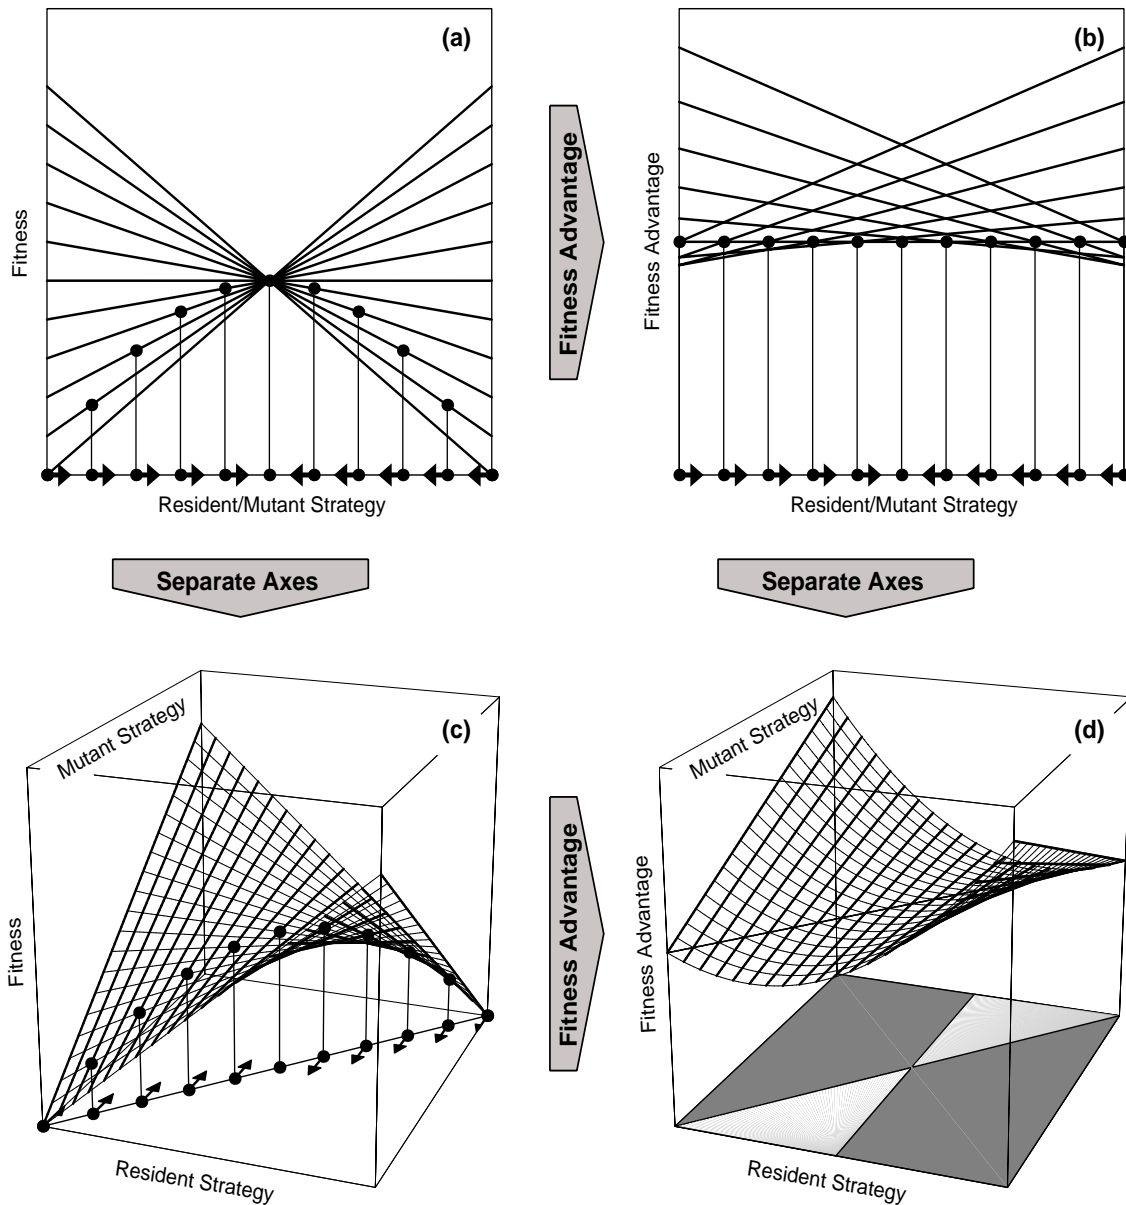 (a)
(b)
Fitness
Fitness Advantage
Fitness Advantage
Resident/Mutant Strategy
Resident/Mutant Strategy
Separate Axes
Separate Axes
(c)
(d)
Mutant Strategy
Mutant Strategy
Fitness
Fitness Advantage
Fitness Advantage
Resident Strategy
Resident Strategy